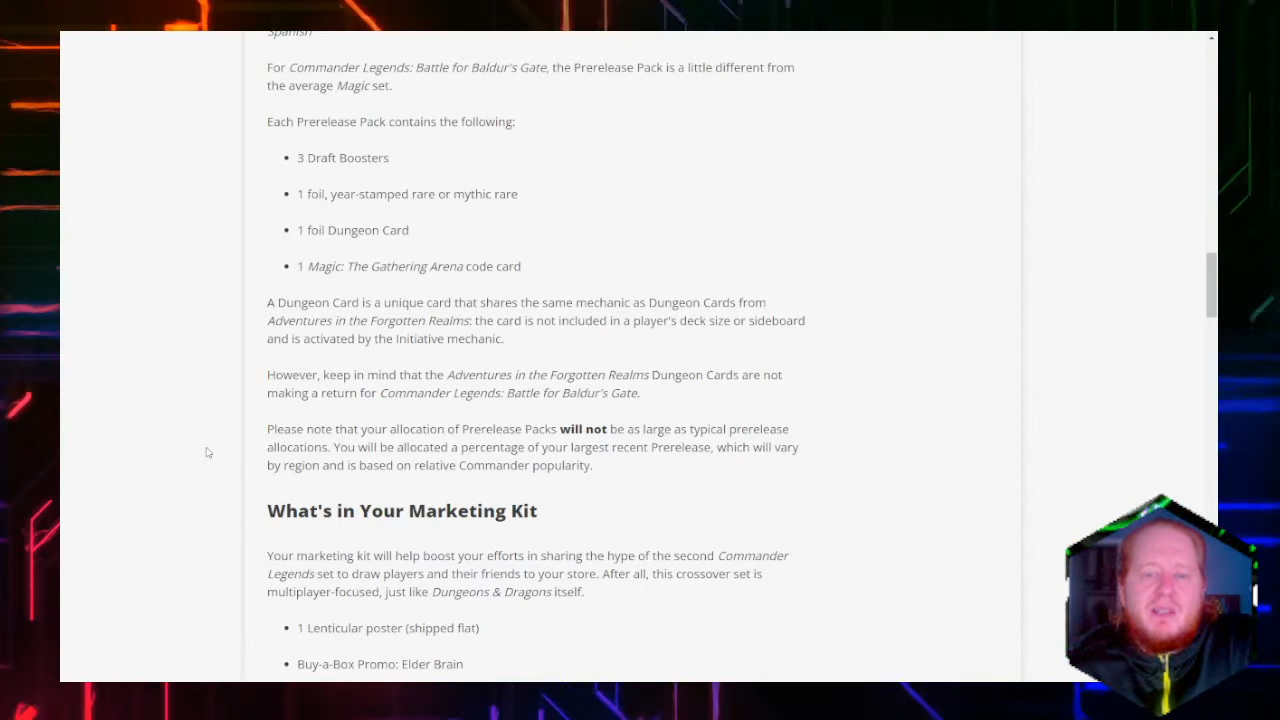 Spanish
For Commander Legends: Battle for Baldur's Gate, the Prerelease Pack is a little different from
the average Magic set.
Each Prerelease Pack contains the following:
• 3 Draft Boosters
• 1 foil, year-stamped rare or mythic rare
• 1 foil Dungeon Card
• 1 Magic: The Gathering Arena code card
A Dungeon Card is a unique card that shares the same mechanic as Dungeon Cards from
Adventures in the Forgotten Realms: the card is not included in a player's deck size or sideboard
and is activated by the Initiative mechanic.
However, keep in mind that the Adventures in the Forgotten Realms Dungeon Cards are not
making a return for Commander Legends: Battle for Baldur's Gate.
Please note that your allocation of Prerelease Packs will not be as large as typical prerelease
allocations. You will be allocated a percentage of your largest recent Prerelease, which will vary
by region and is based on relative Commander popularity.
What's in Your Marketing Kit
Your marketing kit will help boost your efforts in sharing the hype of the second Commander
Legends set to draw players and their friends to your store. After all, this crossover set is
multiplayer-focused, just like Dungeons & Dragons itself.
• 1 Lenticular poster (shipped flat)
• Buy-a-Box Promo: Elder Brain